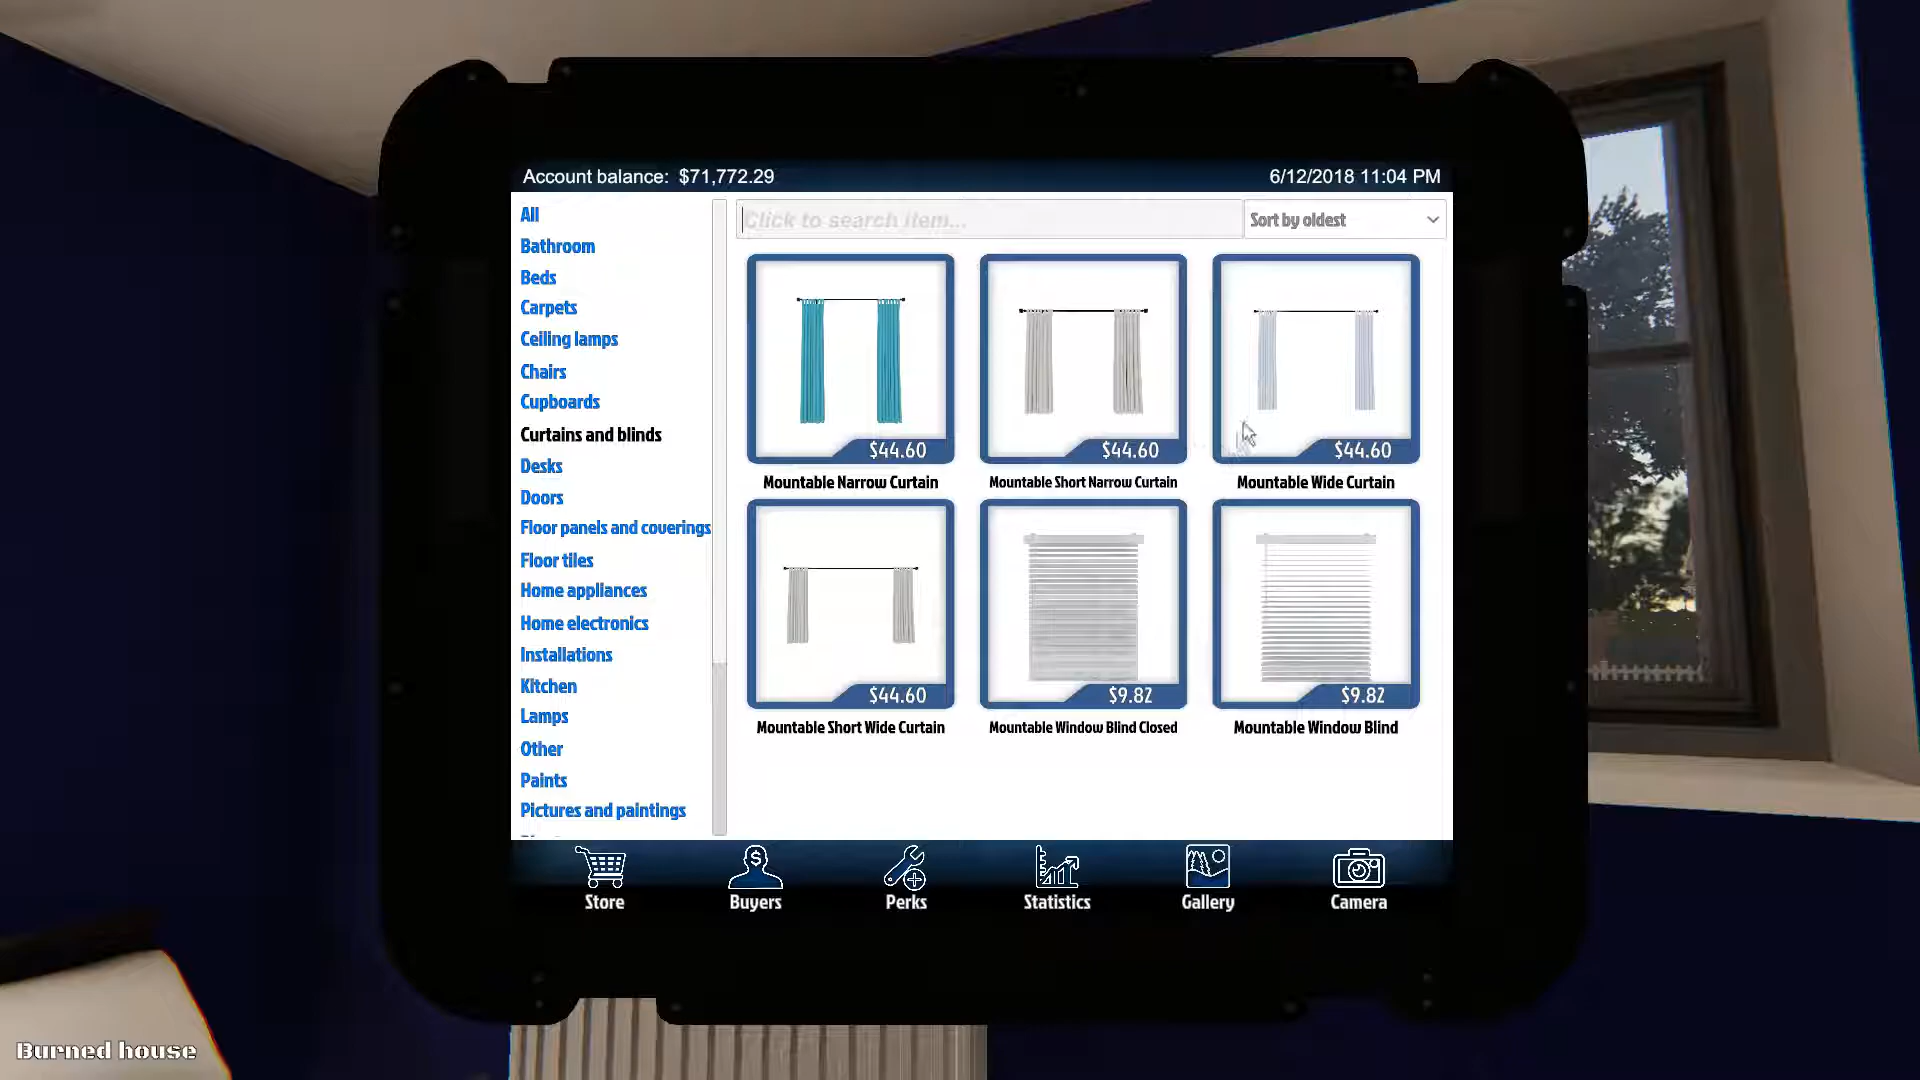 Account balance: $71,772.29
6/12/2018 11:04 PM
All
Bathroom
Beds
Carpets
Ceiling lamps
Chairs
Cupboards
Curtains and blinds
Desks
Doors
Floor panels and coverings
Floor tiles
Home appliances
Home electronics
Installations
Kitchen
Lamps
Other
Paints
Pictures and paintings
Click to search item...
Sort by oldest
$44.60
$44.60
$44.60
Mountable Narrow Curtain
Mountable Short Narrow Curtain
Mountable Wide Curtain
$44.60
$9.82
$9.82
Mountable Short Wide Curtain
Mountable Window Blind Closed
Mountable Window Blind
Store
Buyers
Perks
Statistics
Gallery
Camera
Burned house